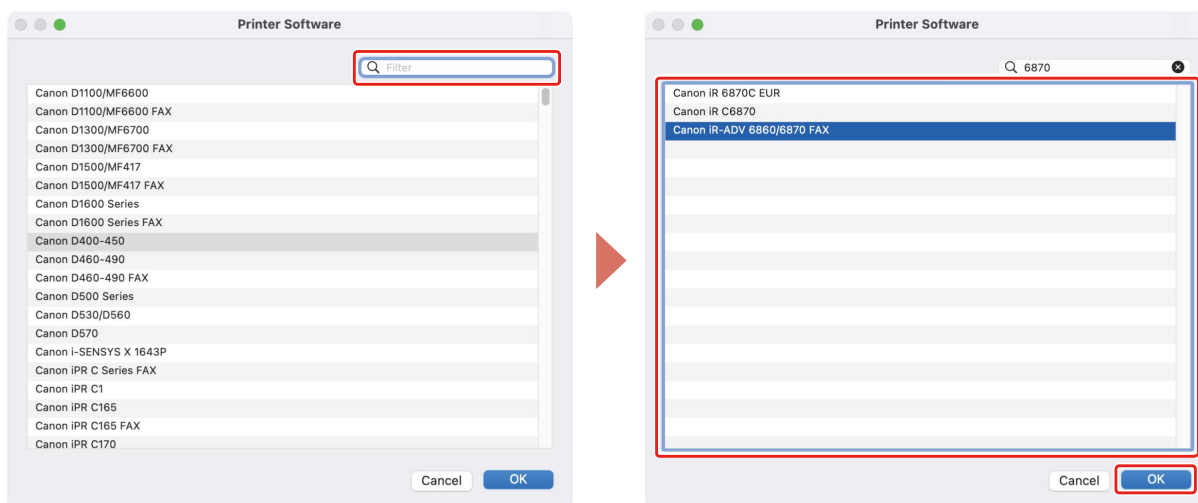 Printer Software
Filter
Canon D1100/MF6600
Canon D1100/MF6600 FAX
Canon D1300/MF6700
Canon D1300/MF6700 FAX
Canon D1500/MF417
Canon D1500/MF417 FAX
Canon D1600 Series
Canon D1600 Series FAX
Canon D400-450
Canon D460-490
Canon D460-490 FAX
Canon D500 Series
Canon D530/D560
Canon D570
Canon i-SENSYS X 1643P
Canon iPR C Series FAX
Canon iPR C1
Canon iPR C165
Canon iPR C165 FAX
Canon iPR C170
Cancel OK
Printer Software
6870
Canon iR 6870C EUR
Canon iR C6870
Canon iR-ADV 6860/6870 FAX
Cancel OK